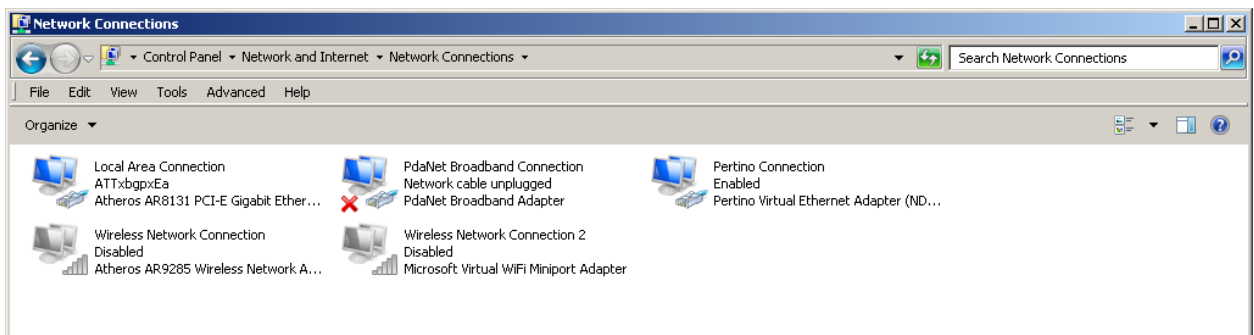 Network Connections
Control Panel Network and Internet Network Connections
Search Network Connections
File Edit View Tools Advanced Help
Organize
Local Area Connection
ATTxbgpxEa
Atheros AR8131 PCI-E Gigabit Ether...
PdaNet Broadband Connection
Network cable unplugged
PdaNet Broadband Adapter
Pertino Connection
Enabled
Pertino Virtual Ethernet Adapter (ND...
Wireless Network Connection
Disabled
Atheros AR9285 Wireless Network A...
Wireless Network Connection 2
Disabled
Microsoft Virtual WiFi Miniport Adapter